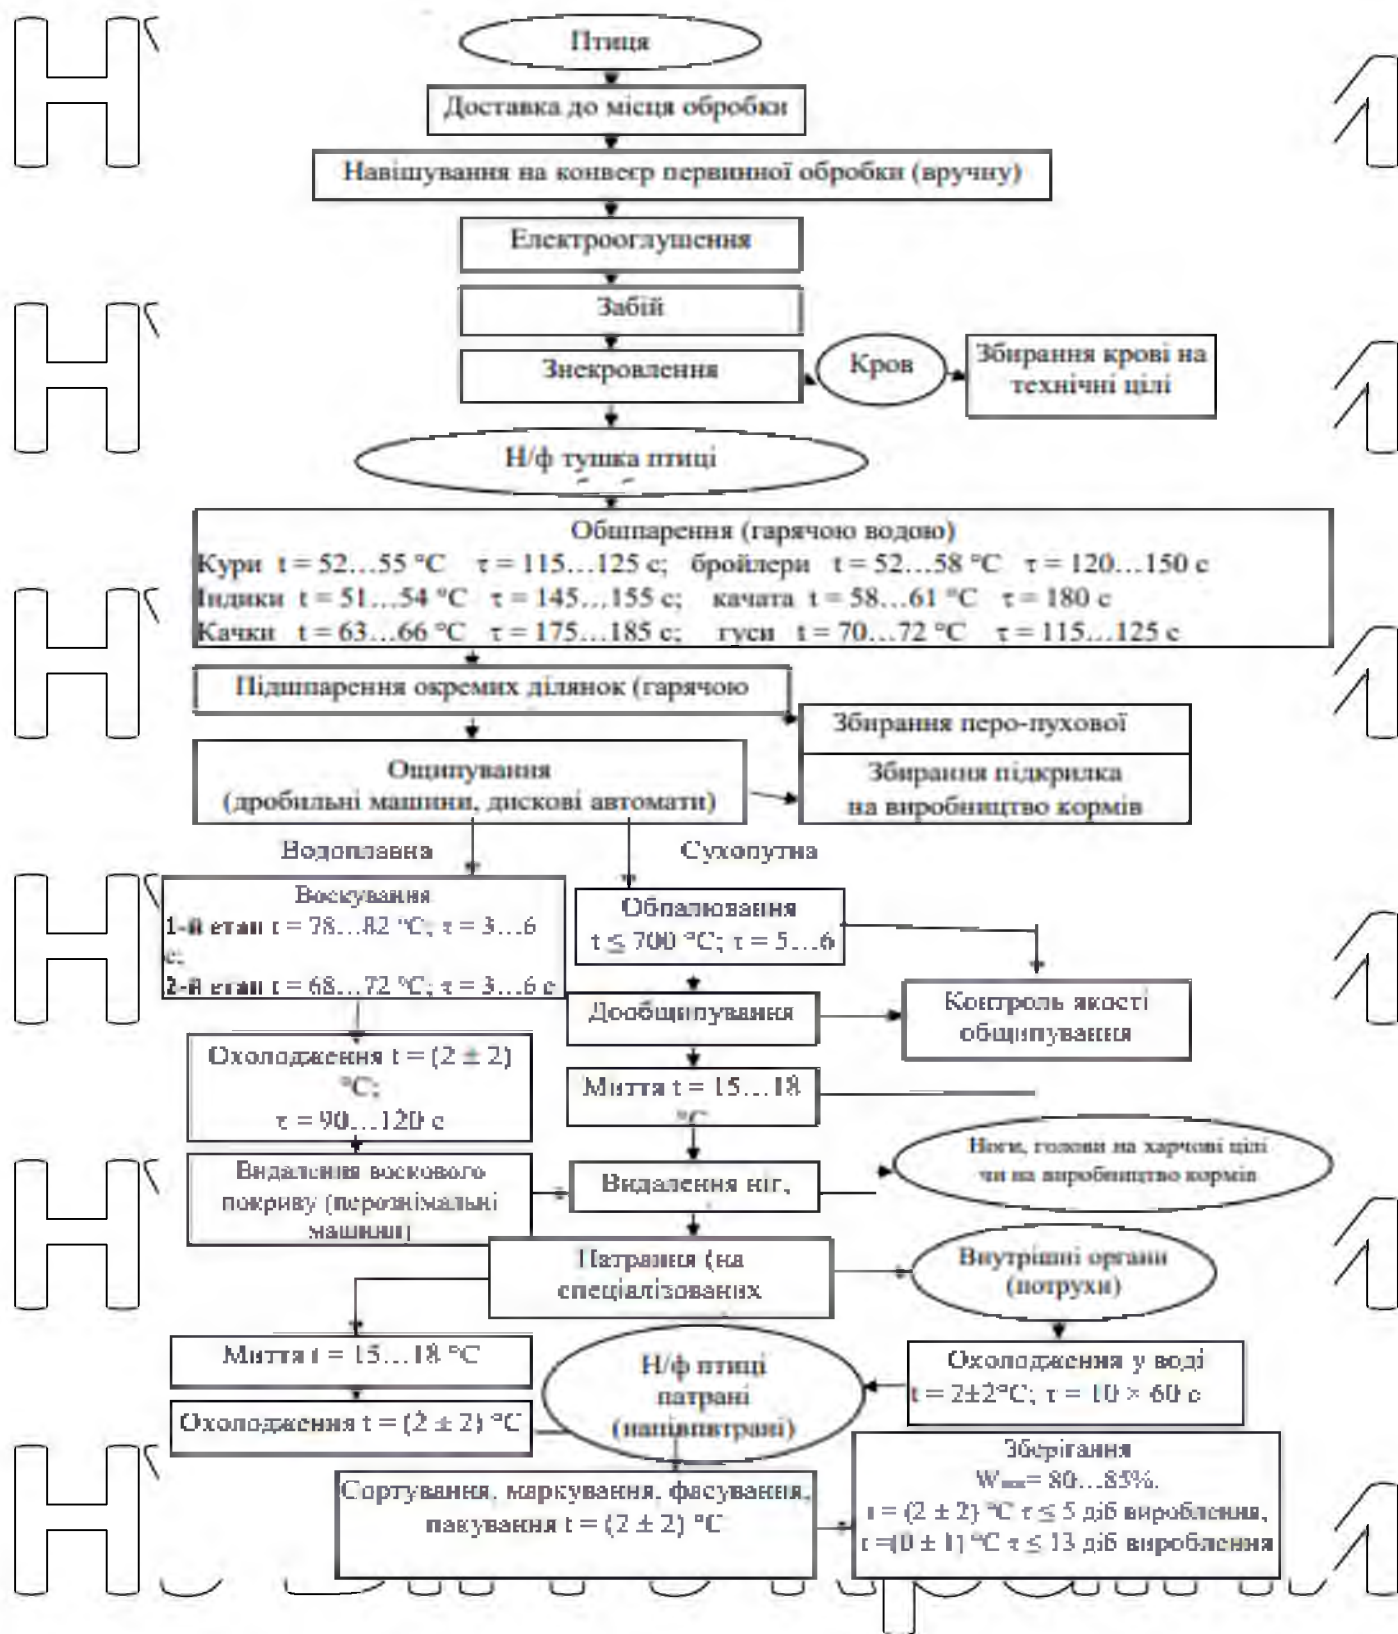 Птиця
Доставка до місця обробки
Навішування на конвеєр первинної обробки (вручну)
Електрооглушення
Забій
Знекровлення
Кров
Збирання крові на
технічні цілі
Н/ф тушка птиці
Обшпарення (гарячою водою)
Кури t = 52…55 °C τ = 115…125 с; бройлери t = 52…58 °C τ = 120…150 с
Індики t = 51…54 °C τ = 145…155 с; качата t = 58…61 °C τ = 180 с
Качки t = 63…66 °C τ = 175…185 с; гуси t = 70…72 °C τ = 115…125 с
Підшпарення окремих ділянок (гарячою
Збирання перо-пухової
Ощипування
(дробильні машини, дискові автомати)
Збирання підкрилка
на виробництво кормів
Водоплавна
Сухопутна
Воскування
1-й етап t = 78…82 °C; τ = 3…6
с;
2-й етап t = 68…72 °C; τ = 3…6 с
Обпалювання
t ≤ 700 °C; τ = 5…6
Дообщипування
Контроль якості
общипування
Охолодження t = (2 ± 2)
°C;
τ = 90…120 с
Миття t = 15…18
°C
Ноги, голови на харчові цілі
чи на виробництво кормів
Видалення воскового
покриву (перознімальні
машини)
Видалення ніг,
Патрання (на
спеціалізованих
Внутрішні органи
(потрухи)
Миття t = 15…18 °C
Н/ф птиці
патрані
(напівпатрані)
Охолодження у воді
t = 2±2°C; τ = 10 × 60 с
Охолодження t = (2 ± 2) °C
Сортування, маркування, фасування,
пакування t = (2 ± 2) °C
Зберігання
W = 80…85%.
t = (2 ± 2) °C τ ≤ 5 діб вироблення,
t =(0 ± 1) °C τ ≤ 13 діб вироблення